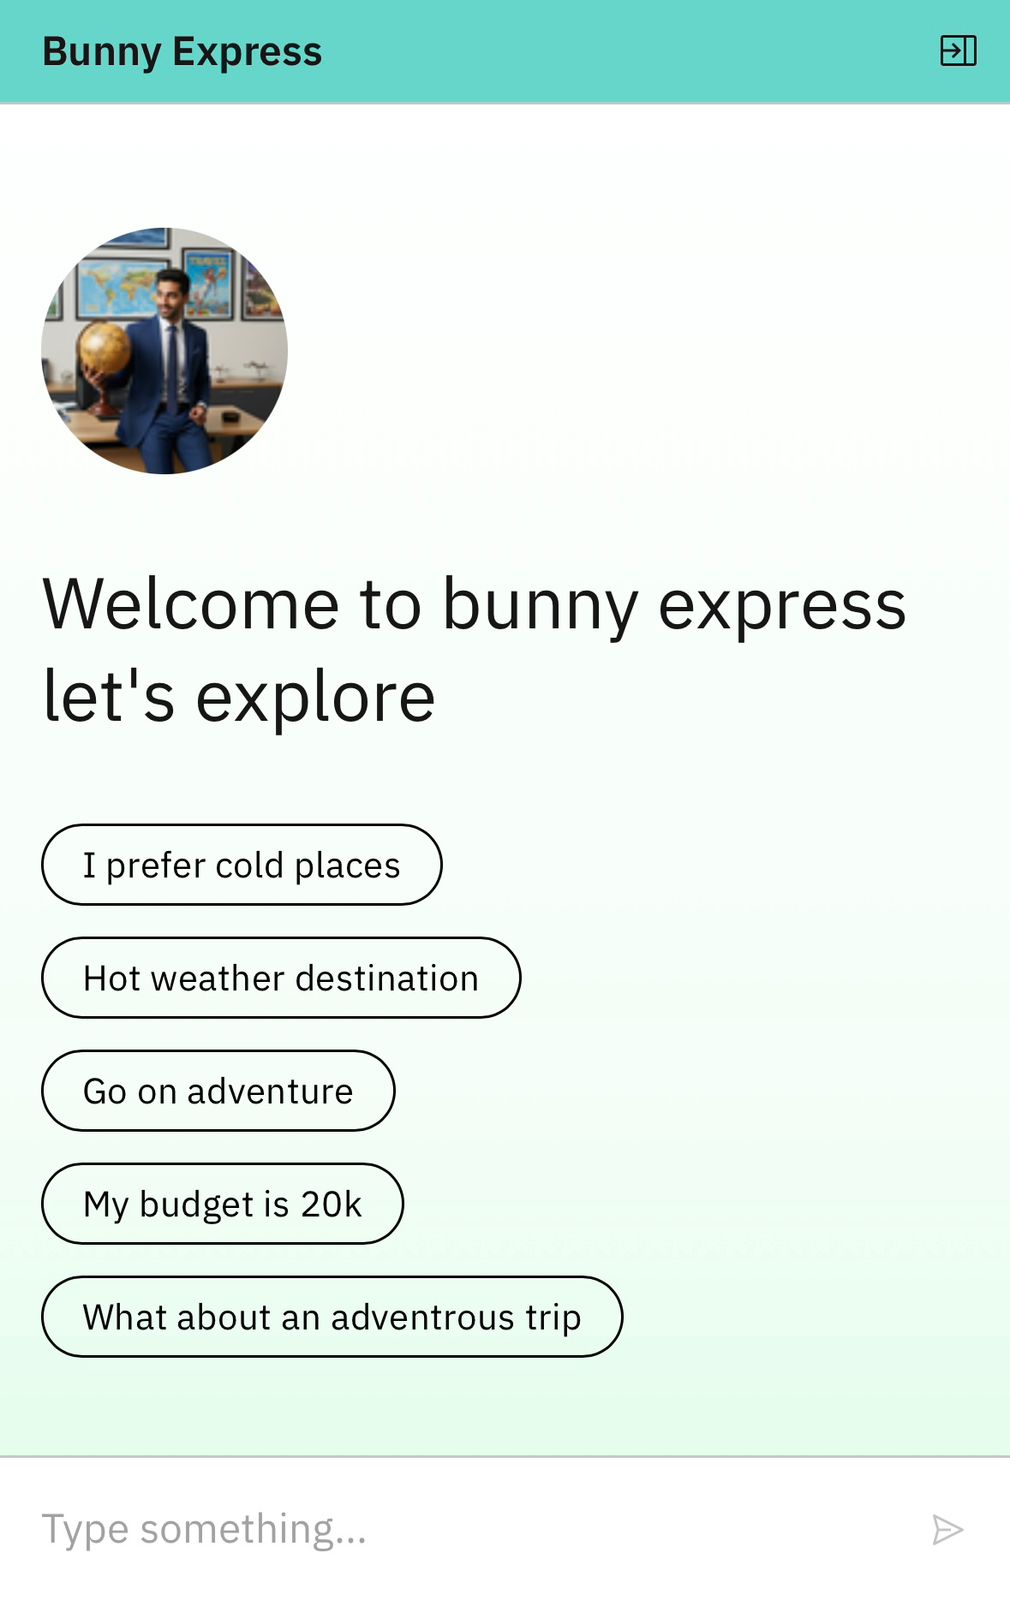 Bunny Express
TRAVEL
Welcome to bunny express
let's explore
I prefer cold places
Hot weather destination
Go on adventure
My budget is 20k
What about an adventrous trip
Type something...